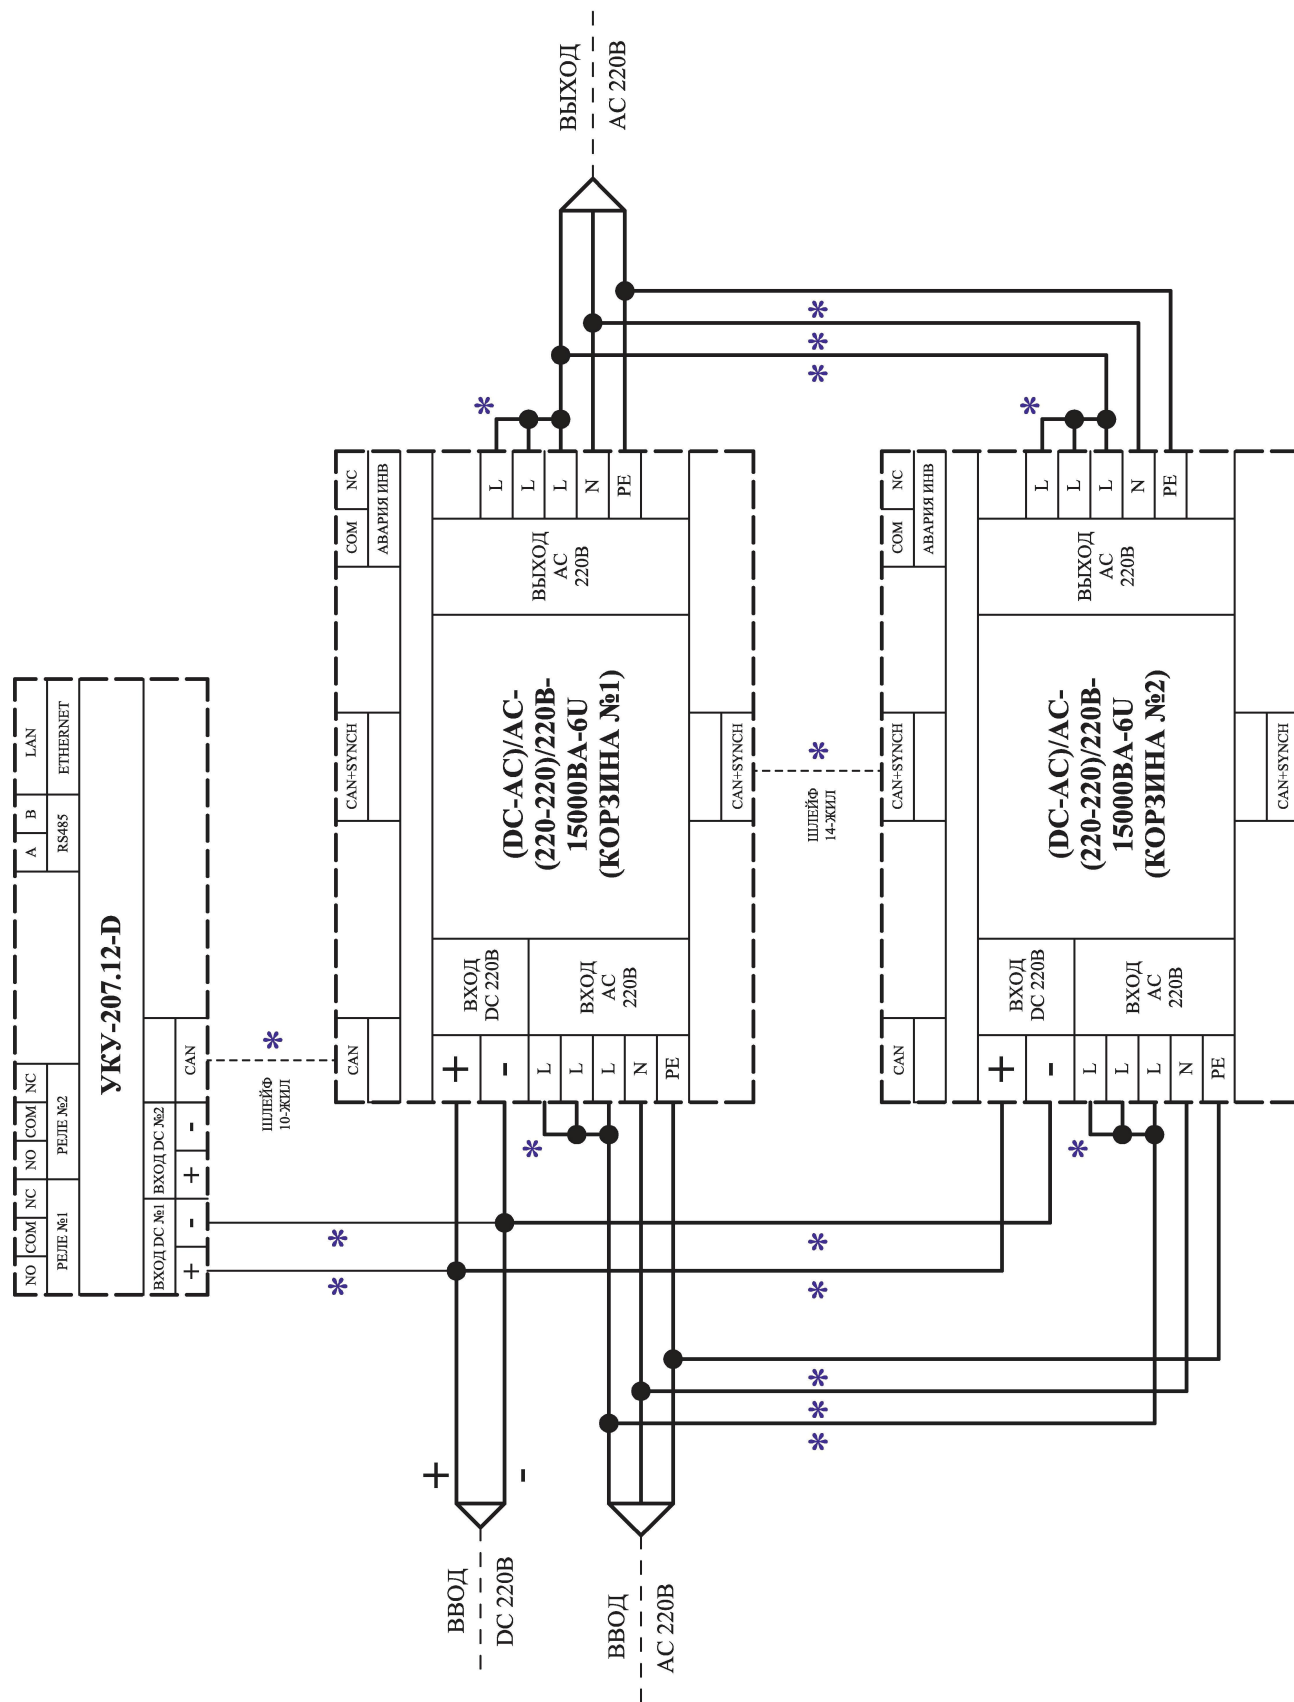 NO COM NC NO COM NC A B LAN
РЕЛЕ №1 РЕЛЕ №2 RS485 ETHERNET
УКУ-207.12-D
ВХОД DC №1 ВХОД DC №2
+ - + - CAN
ШЛЕЙФ
10-ЖИЛ
*
* *
CAN CAN+SYNCH COM NC
АВАРИЯ ИНВ
ВВОД
DC 220В
+
-
+
-
ВХОД
DC 220В
L
L
L
N
PE
*
ВХОД
АС
220В
(DC-AC)/AC-
(220-220)/220В-
15000ВА-6U
(КОРЗИНА №1)
ВЫХОД
АС
220В
L
L
L
N
PE
*
ВЫХОД
АС 220В
ВВОД
АС 220В
CAN+SYNCH
ШЛЕЙФ
14-ЖИЛ
*
* * * * * * * *
CAN CAN+SYNCH COM NC
АВАРИЯ ИНВ
+
-
ВХОД
DC 220В
L
L
L
N
PE
*
ВХОД
АС
220В
(DC-AC)/AC-
(220-220)/220В-
15000ВА-6U
(КОРЗИНА №2)
ВЫХОД
АС
220В
L
L
L
N
PE
*
CAN+SYNCH